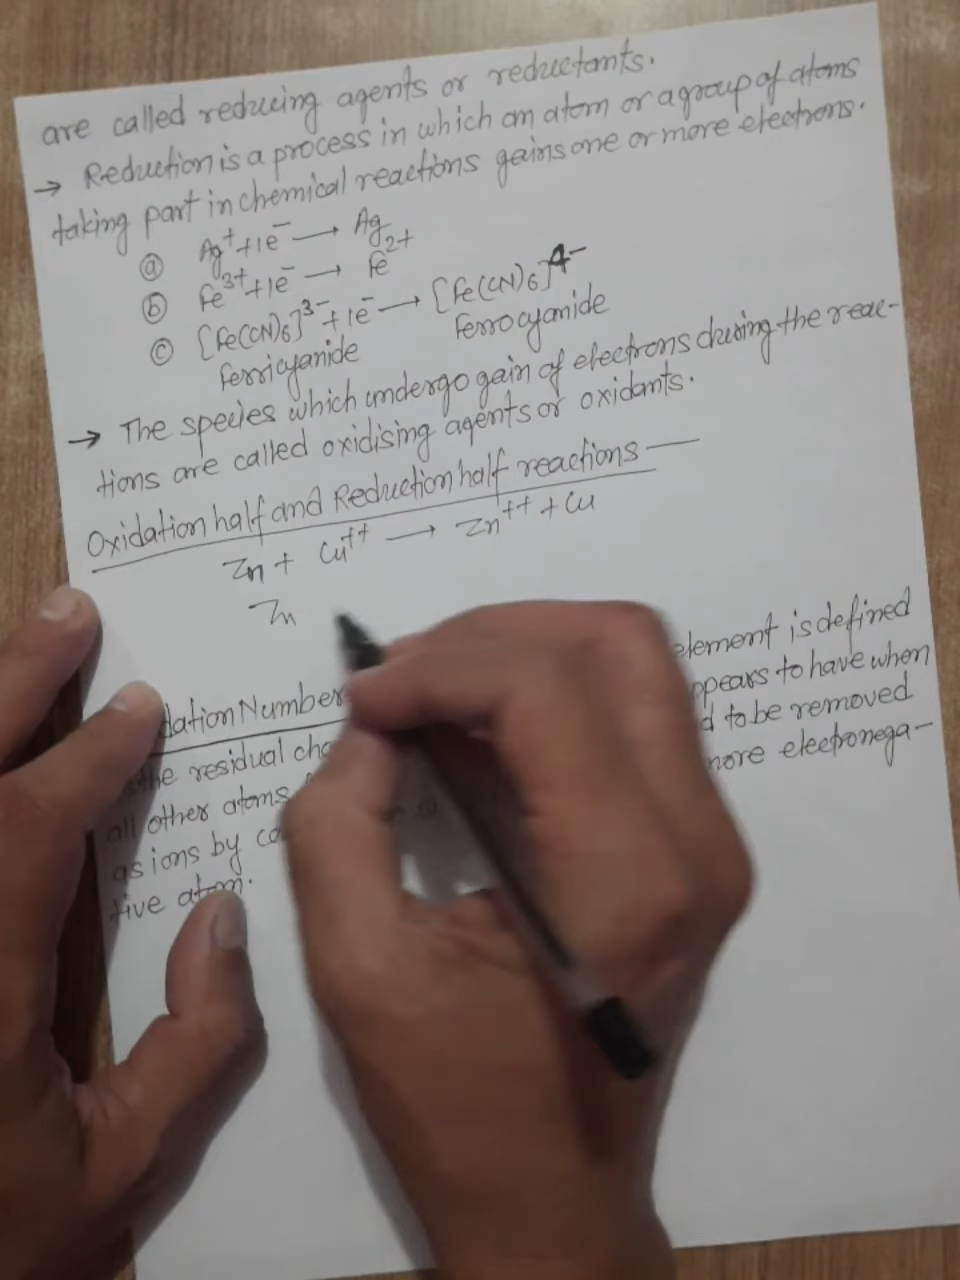 are called reducing agents or reductants.
→ Reduction is a process in which an atom or a group of atoms
taking part in chemical reactions gains one or more electrons.
ⓐ Ag⁺+1e⁻ ⟶ Ag
ⓑ Fe³⁺+1e⁻ ⟶ Fe²⁺
ⓒ [Fe(CN)6]³⁻+1e⁻ ⟶ [Fe(CN)6]⁴⁻
Ferricyanide Ferrocyanide
→ The species which undergo gain of electrons during the reac-
tions are called oxidising agents or oxidants.
Oxidation half and Reduction half reactions —
Zn + Cu⁺⁺ ⟶ Zn⁺⁺ + Cu
Zn
dation Number element is defined
the residual ppears to have when
all other atoms d to be removed
as ions by more electronega-
tive atom.